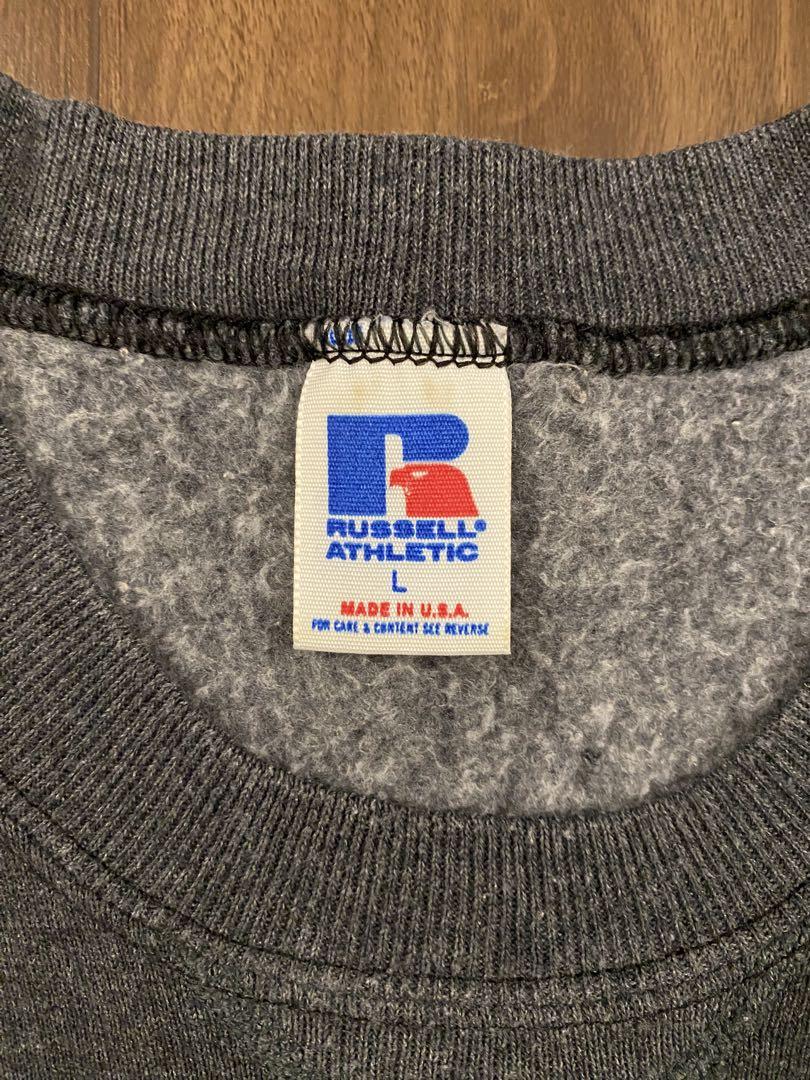 R
RUSSELL®
ATHLETIC
L
MADE IN U.S.A.
FOR CARE & CONTENT SEE REVERSE